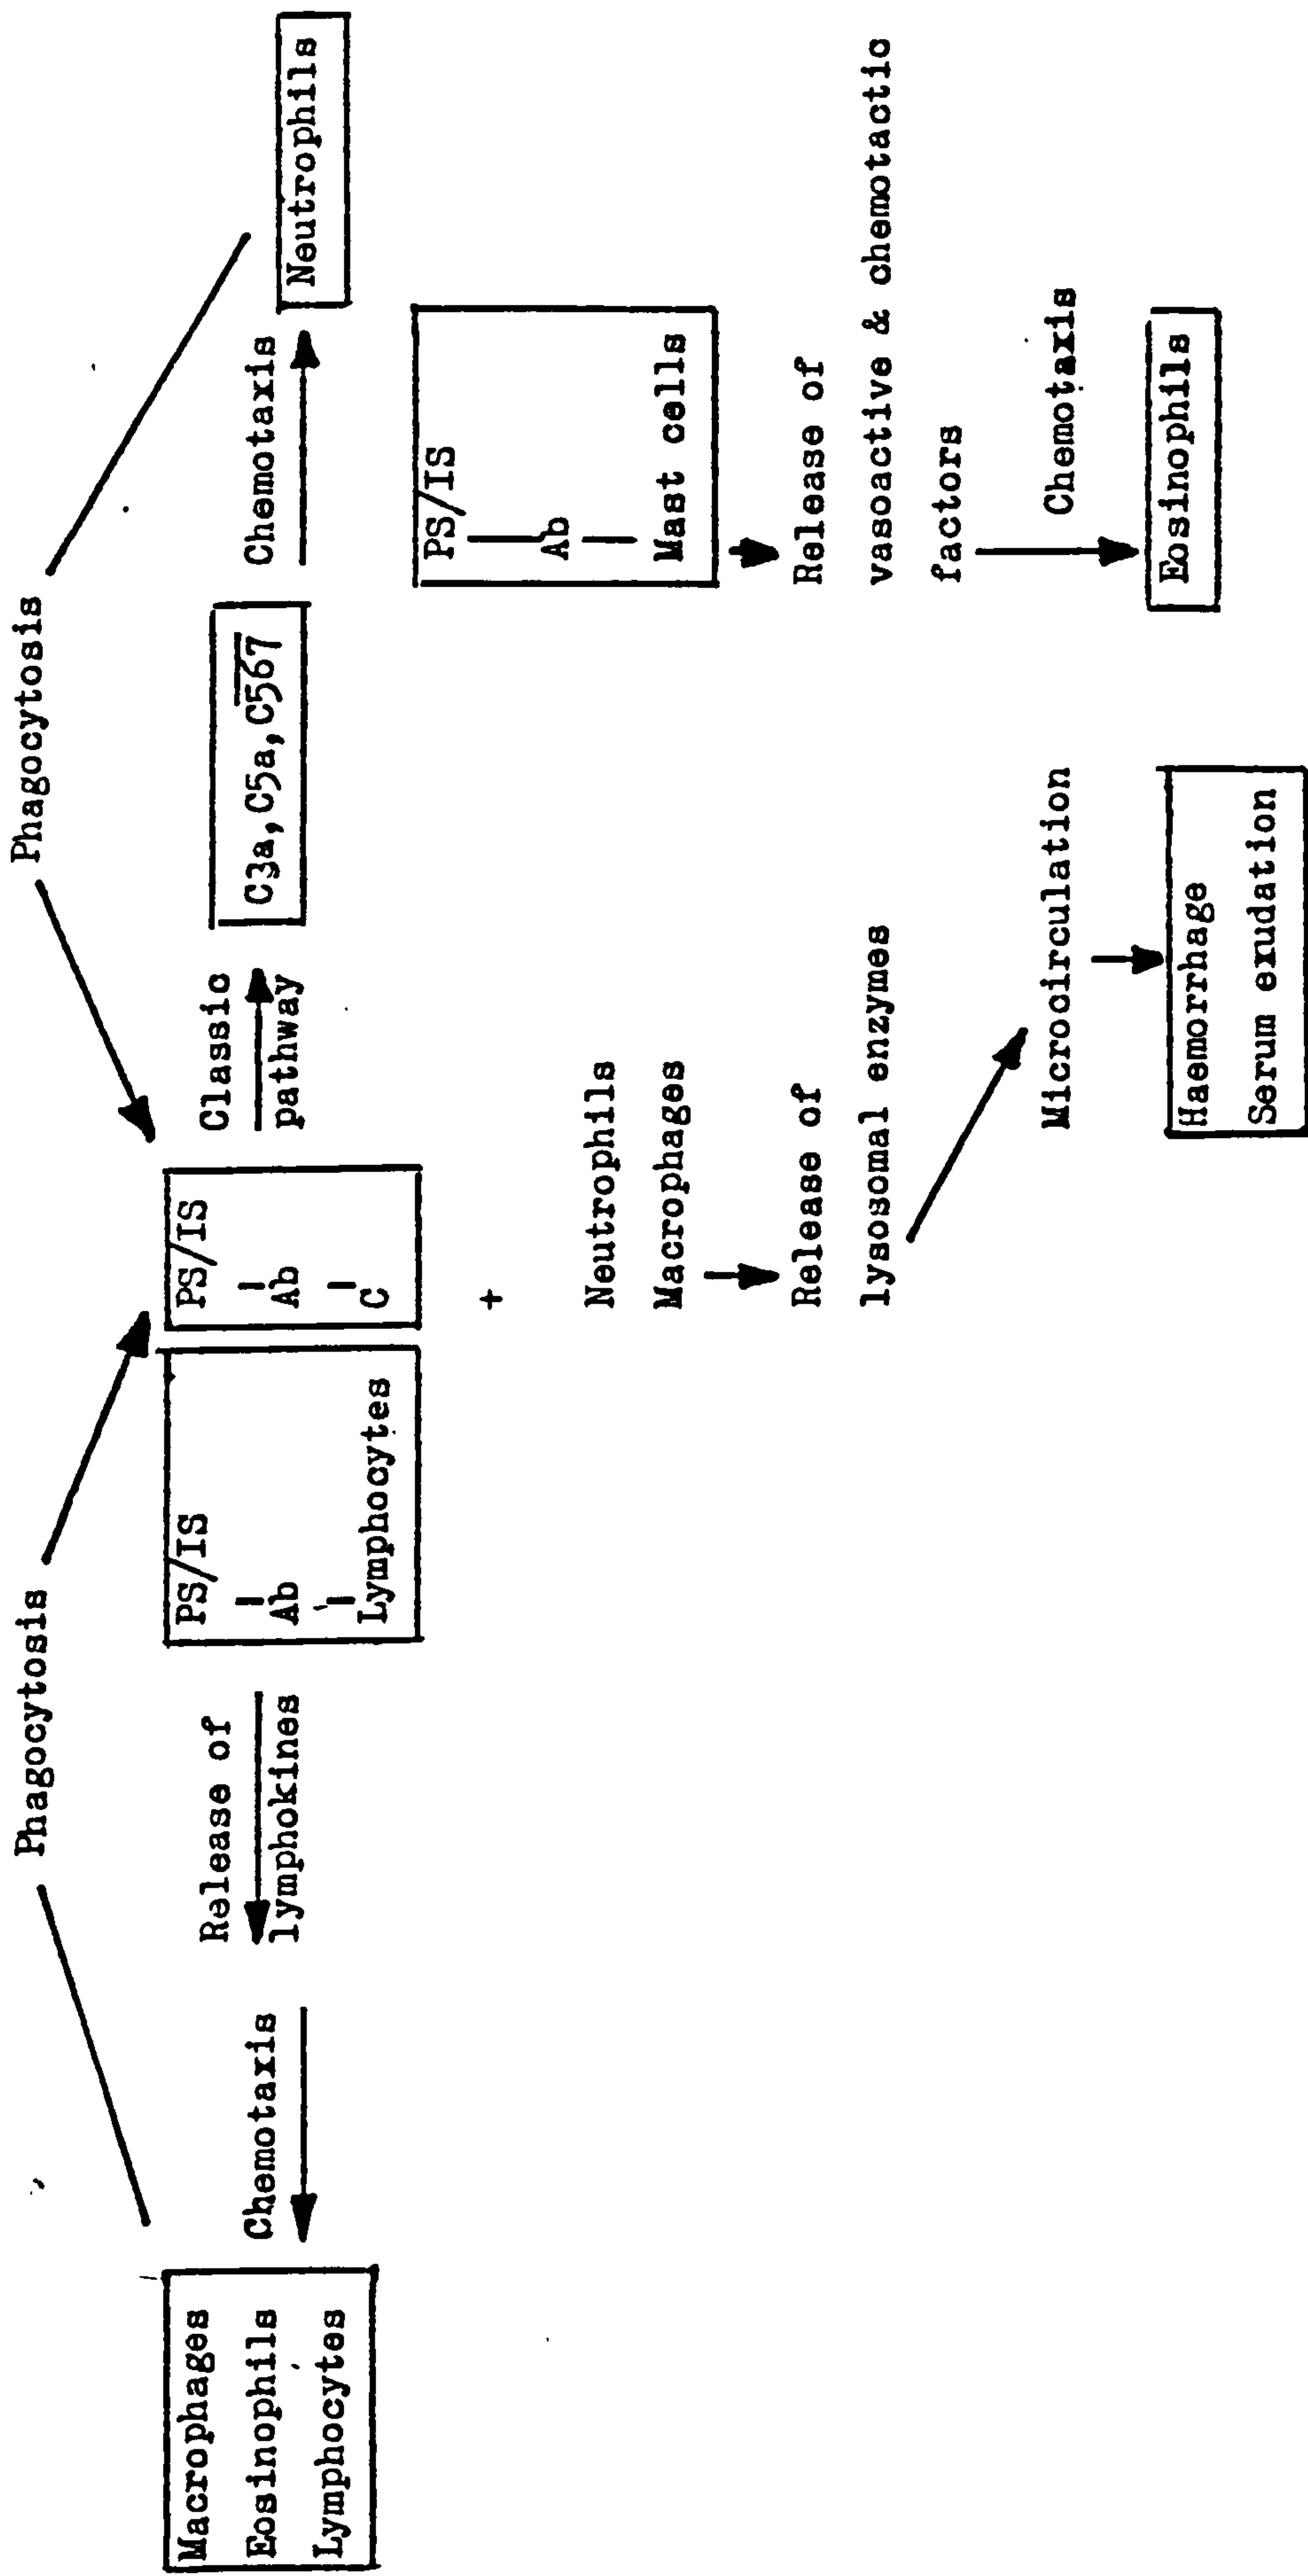 Phagocytosis
Phagocytosis
Macrophages
Eosinophils
Lymphocytes
Chemotaxis
Release of
lymphokines
PS/IS
Ab
Lymphocytes
PS/IS
Ab
C
Classic
pathway
C3a, C5a, C567
Chemotaxis
Neutrophils
+
Neutrophils
Macrophages
Release of
lysosomal enzymes
Microcirculation
Haemorrhage
Serum exudation
PS/IS
Ab
Mast cells
Release of
vasoactive & chemotactic
factors
Chemotaxis
Eosinophils